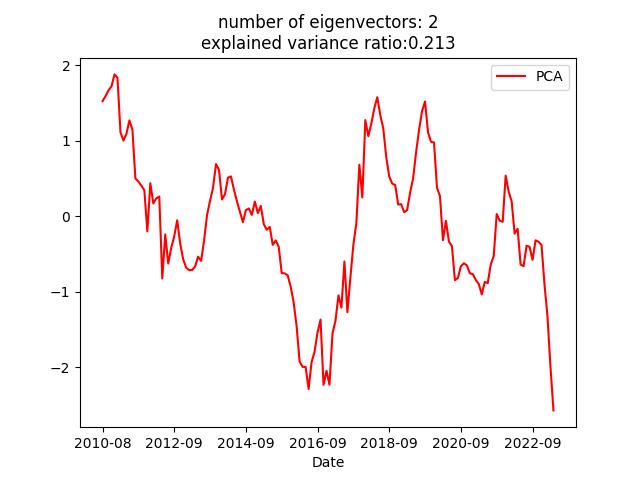 number of eigenvectors: 2
explained variance ratio:0.213
PCA
2
1
0
−1
−2
2010-08 2012-09 2014-09 2016-09 2018-09 2020-09 2022-09
Date